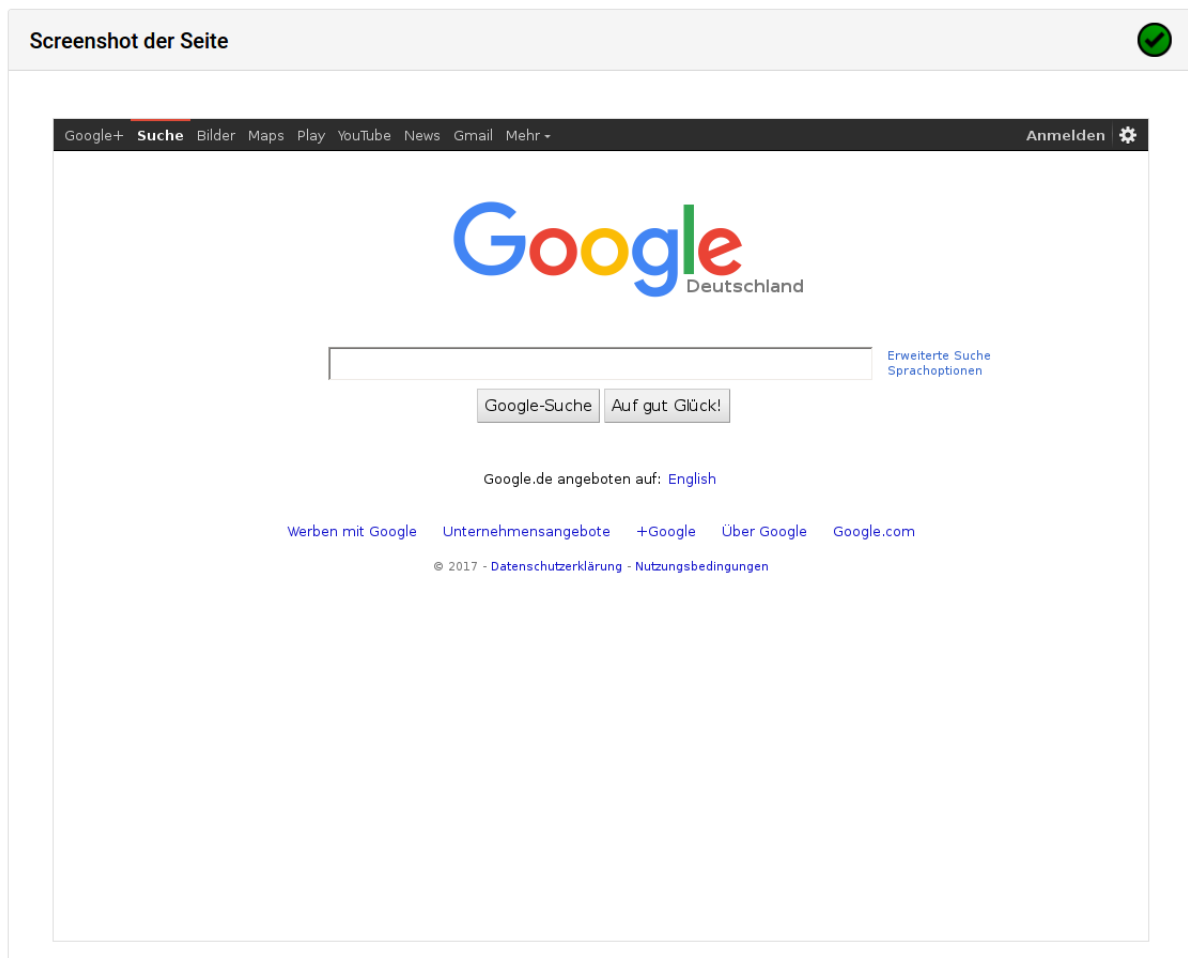 Screenshot der Seite
Google+ Suche Bilder Maps Play YouTube News Gmail Mehr Anmelden
Google
Deutschland
Erweiterte Suche
Sprachoptionen
Google-Suche Auf gut Glück!
Google.de angeboten auf: English
Werben mit Google Unternehmensangebote +Google Über Google Google.com
© 2017 - Datenschutzerklärung - Nutzungsbedingungen